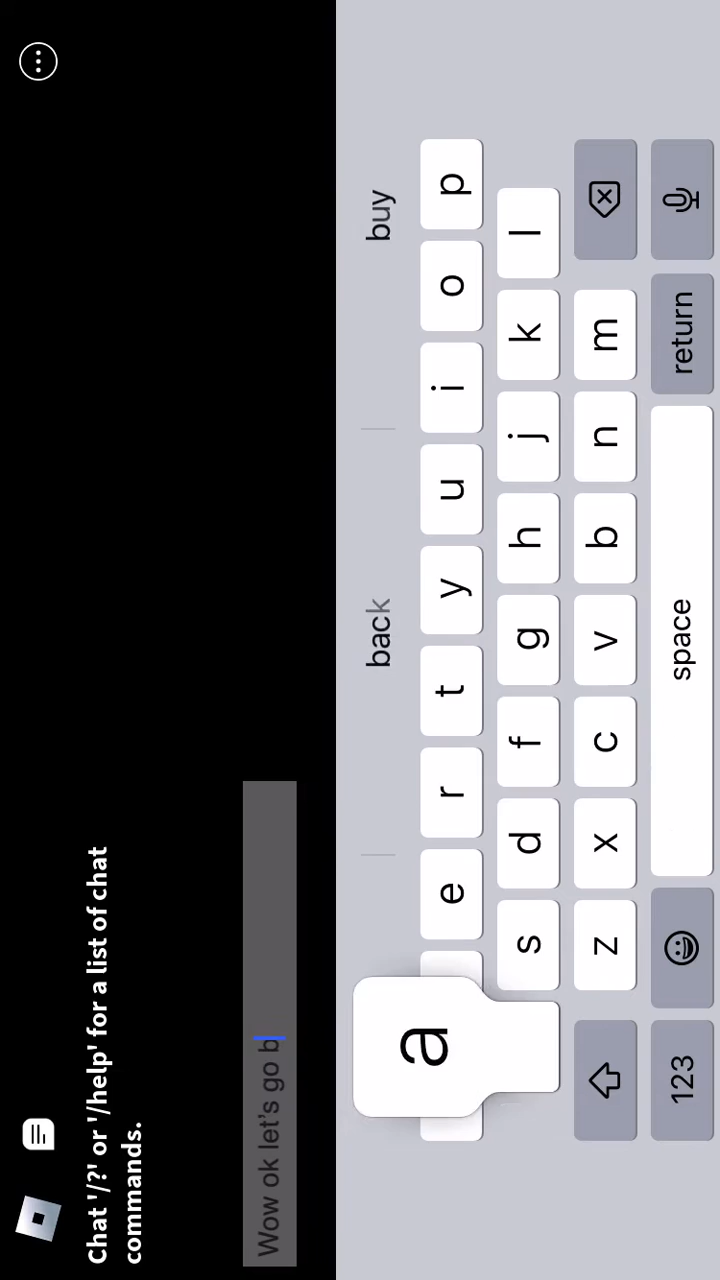 Chat '/?' or '/help' for a list of chat
commands.
Wow ok let's go b
back
buy
a
e r t y u i o p
s d f g h j k l
z x c v b n m
123
space
return